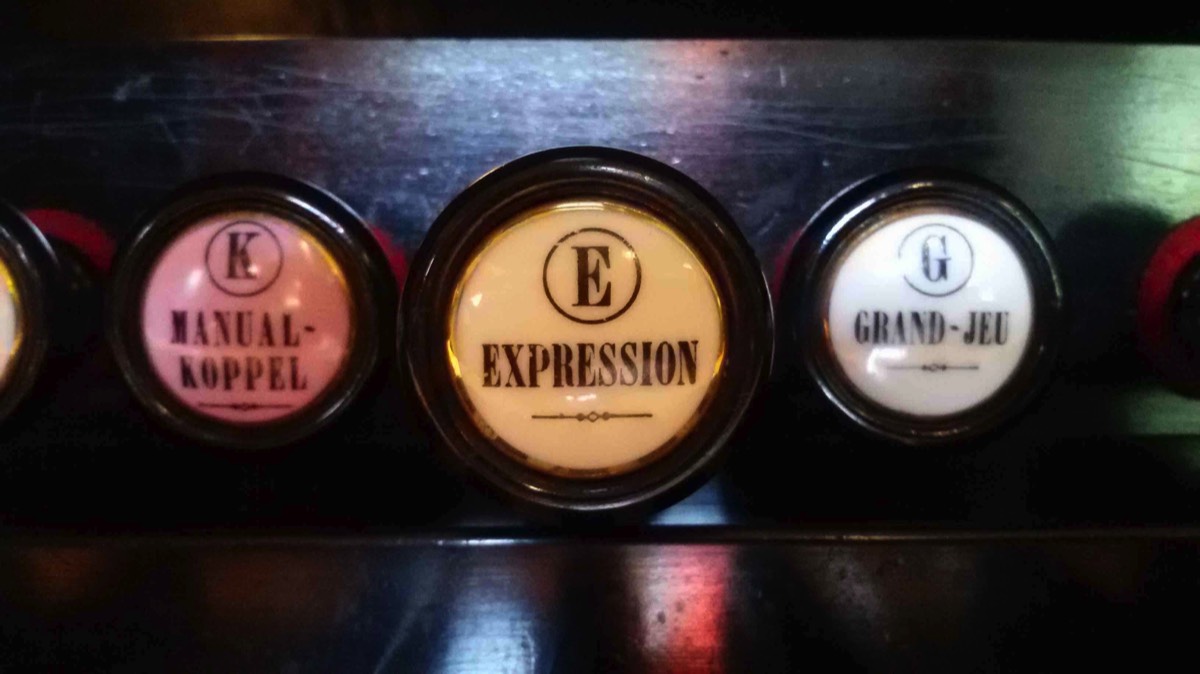 K
MANUAL-
KOPPEL
E
EXPRESSION
G
GRAND-JEU